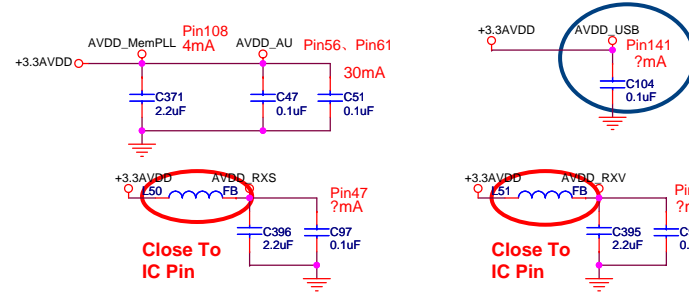 Pin108
AVDD_MemPLL 4mA AVDD_AU Pin56、Pin61
+3.3AVDD
30mA
C371 C47 C51
2.2uF 0.1uF 0.1uF
AVDD_USB
+3.3AVDD Pin141
?mA
C104
0.1uF
+3.3AVDD AVDD_RXS
L50 FB Pin47
?mA
C396 C97
2.2uF 0.1uF
Close To
IC Pin
+3.3AVDD AVDD_RXV
L51 FB
C395
2.2uF
Close To
IC Pin